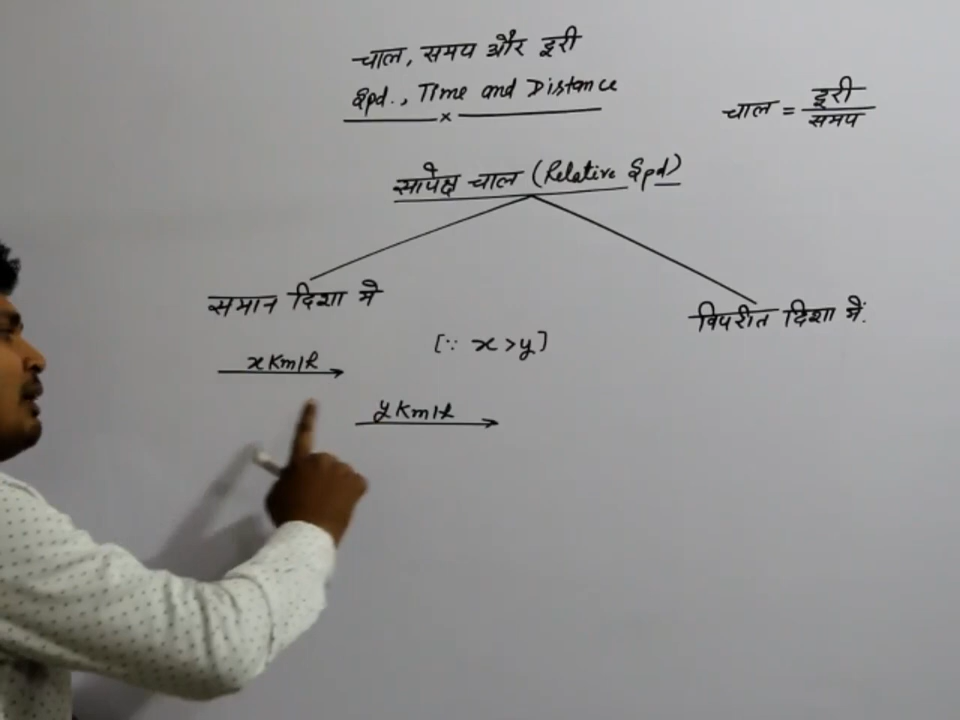 चाल, समय और दूरी
Spd., Time and Distance
x
चाल = दूरी / समय
सापेक्ष चाल (Relative Spd)
समान दिशा में
विपरीत दिशा में.
[∵ x > y]
x Km/h
y Km/h